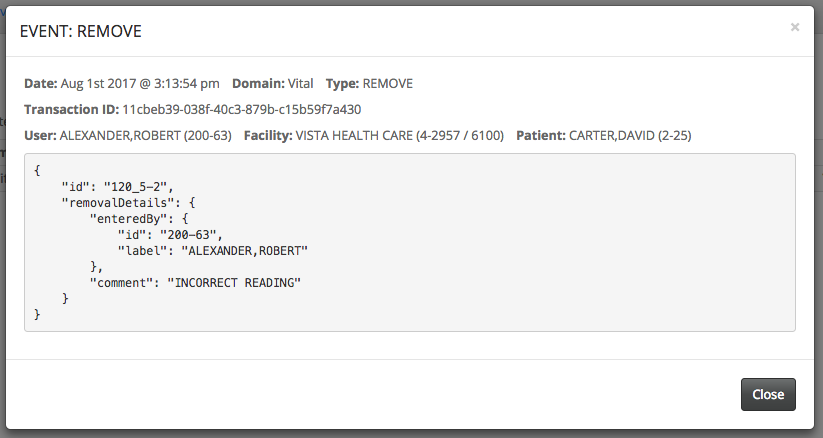 EVENT: REMOVE ×
Date: Aug 1st 2017 @ 3:13:54 pm Domain: Vital Type: REMOVE
Transaction ID: 11cbeb39-038f-40c3-879b-c15b59f7a430
User: ALEXANDER,ROBERT (200-63) Facility: VISTA HEALTH CARE (4-2957 / 6100) Patient: CARTER,DAVID (2-25)
{
    "id": "120_5-2",
    "removalDetails": {
        "enteredBy": {
            "id": "200-63",
            "label": "ALEXANDER,ROBERT"
        },
        "comment": "INCORRECT READING"
    }
}
Close